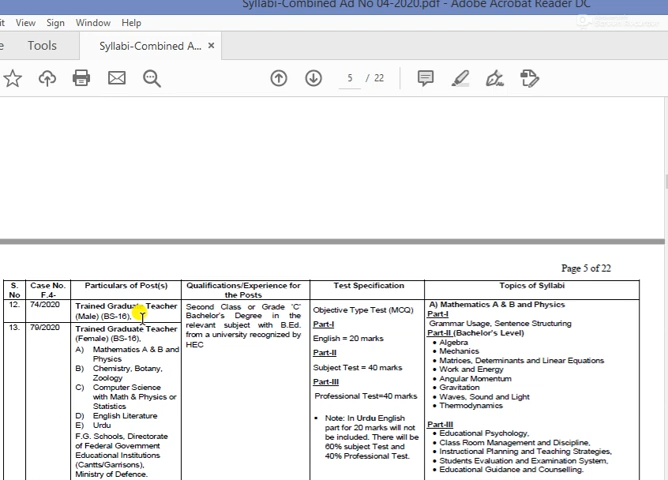 Syllabi-Combined Ad No 04-2020.pdf - Adobe Acrobat Reader DC
View Sign Window Help
Tools Syllabi-Combined A... ×
5 / 22
Page 5 of 22
S. No
Case No. F.4-
Particulars of Post(s)
Qualifications/Experience for the Posts
Test Specification
Topics of Syllabi
12. 74/2020
Trained Graduate Teacher
(Male) (BS-16),
13. 79/2020
Trained Graduate Teacher
(Female) (BS-16),
A) Mathematics A & B and
Physics
B) Chemistry, Botany,
Zoology
C) Computer Science
with Math & Physics or
Statistics
D) English Literature
E) Urdu
F.G. Schools, Directorate
of Federal Government
Educational Institutions
(Cantts/Garrisons),
Ministry of Defence.
Second Class or Grade 'C'
Bachelor's Degree in the
relevant subject with B.Ed.
from a university recognized by
HEC
Objective Type Test (MCQ)
Part-I
English = 20 marks
Part-II
Subject Test = 40 marks
Part-III
Professional Test=40 marks
• Note: In Urdu English
part for 20 marks will not
be included. There will be
60% subject Test and
40% Professional Test.
A) Mathematics A & B and Physics
Part-I
Grammar Usage, Sentence Structuring
Part-II (Bachelor's Level)
• Algebra
• Mechanics
• Matrices, Determinants and Linear Equations
• Work and Energy
• Angular Momentum
• Gravitation
• Waves, Sound and Light
• Thermodynamics
Part-III
• Educational Psychology,
• Class Room Management and Discipline,
• Instructional Planning and Teaching Strategies,
• Students Evaluation and Examination System,
• Educational Guidance and Counselling.